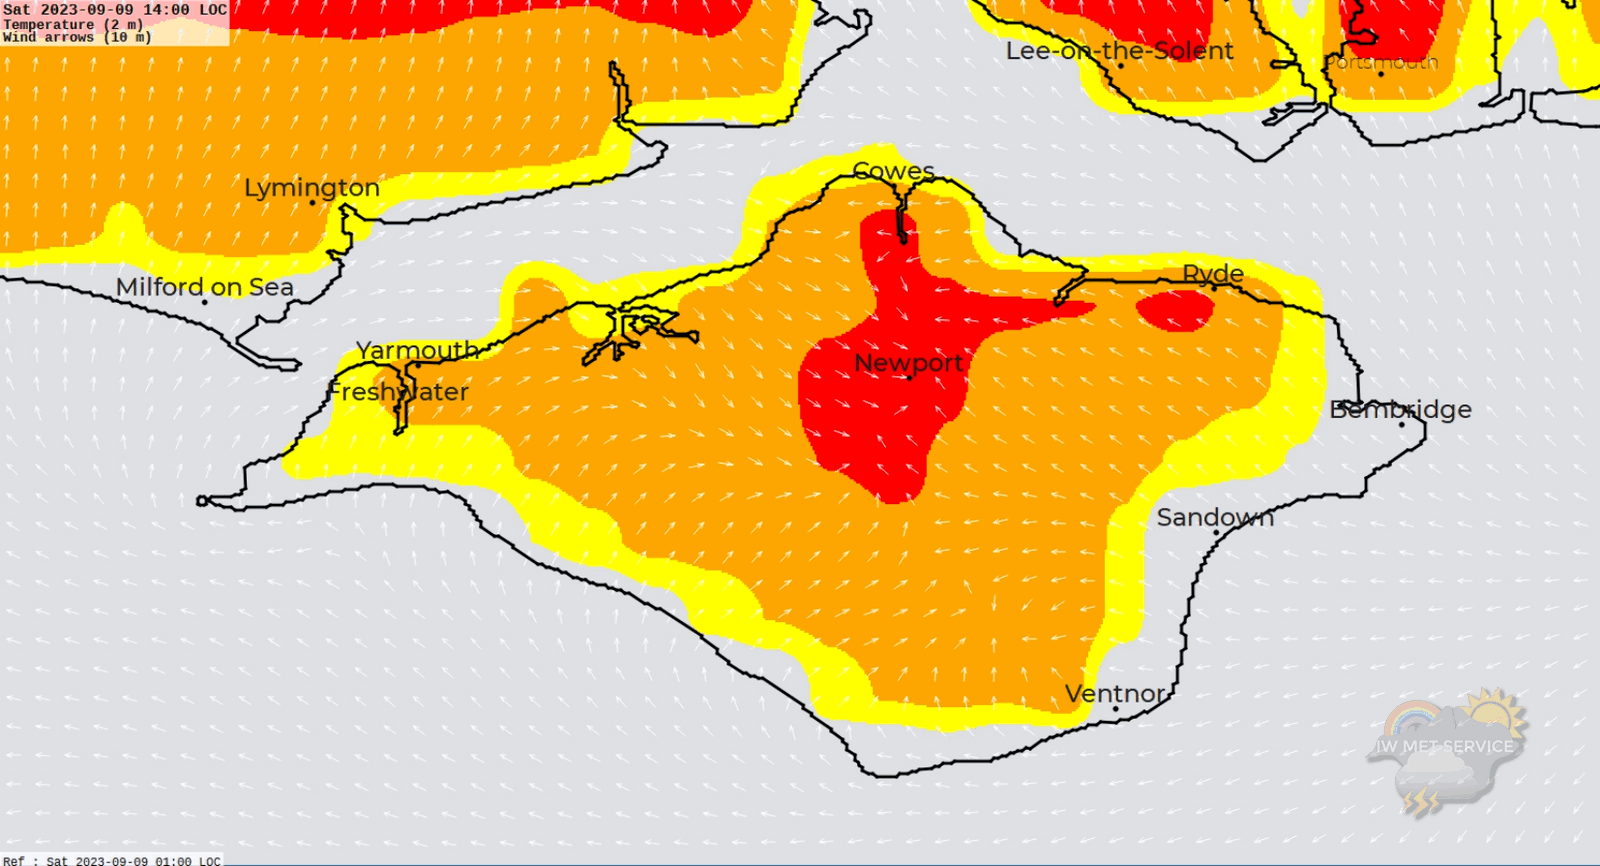 Sat 2023-09-09 14:00 LOC
Temperature (2 m)
Wind arrows (10 m)
Lee-on-the-Solent
Portsmouth
Cowes
Lymington
Ryde
Milford on Sea
Yarmouth
Newport
Freshwater
Bembridge
Sandown
Ventnor
IW MET SERVICE
Ref : Sat 2023-09-09 01:00 LOC